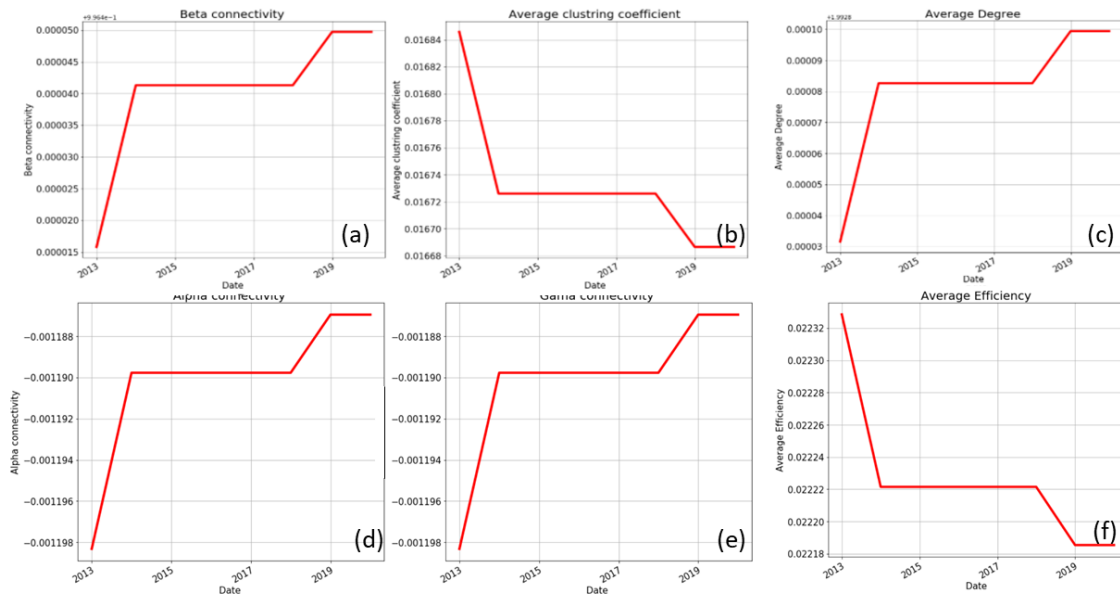 Beta connectivity
+9.964e−1
0.000050
0.000045
0.000040
0.000035
0.000030
0.000025
0.000020
0.000015
Beta connectivity
2013
2015
2017
2019
Date
(a)
Average clustring coefficient
0.01684
0.01682
0.01680
0.01678
0.01676
0.01674
0.01672
0.01670
0.01668
Average clustring coefficient
2013
2015
2017
2019
Date
(b)
Average Degree
+1.9928
0.00010
0.00009
0.00008
0.00007
0.00006
0.00005
0.00004
0.00003
Average Degree
2013
2015
2017
2019
Date
(c)
Alpha connectivity
−0.001188
−0.001190
−0.001192
−0.001194
−0.001196
−0.001198
Alpha connectivity
2013
2015
2017
2019
Date
(d)
Gama connectivity
−0.001188
−0.001190
−0.001192
−0.001194
−0.001196
−0.001198
2013
2015
2017
2019
Date
(e)
Average Efficiency
0.02232
0.02230
0.02228
0.02226
0.02224
0.02222
0.02220
0.02218
Average Efficiency
2013
2015
2017
2019
Date
(f)